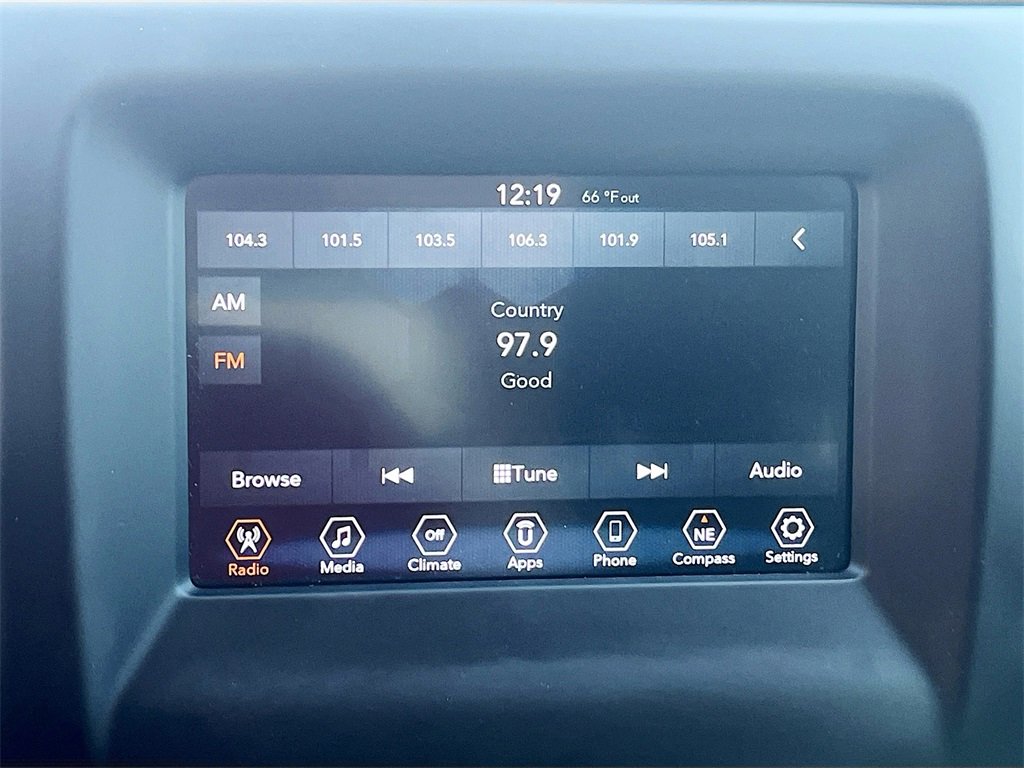 12:19 66 °F out
104.3 101.5 103.5 106.3 101.9 105.1
AM
Country
97.9
FM
Good
Browse Tune Audio
Off NE
Radio Media Climate Apps Phone Compass Settings